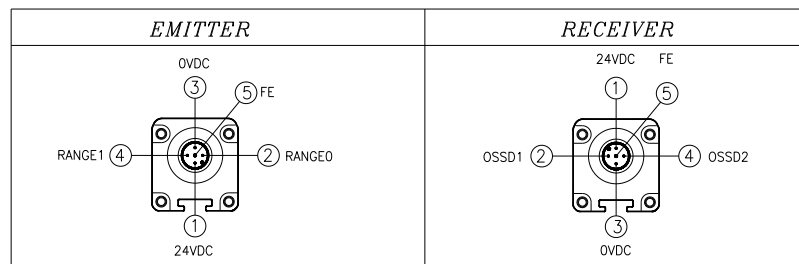 EMITTER
0VDC
3
5 FE
RANGE1 4
2 RANGE0
1
24VDC
RECEIVER
24VDC FE
1
5
OSSD1 2
4 OSSD2
3
0VDC